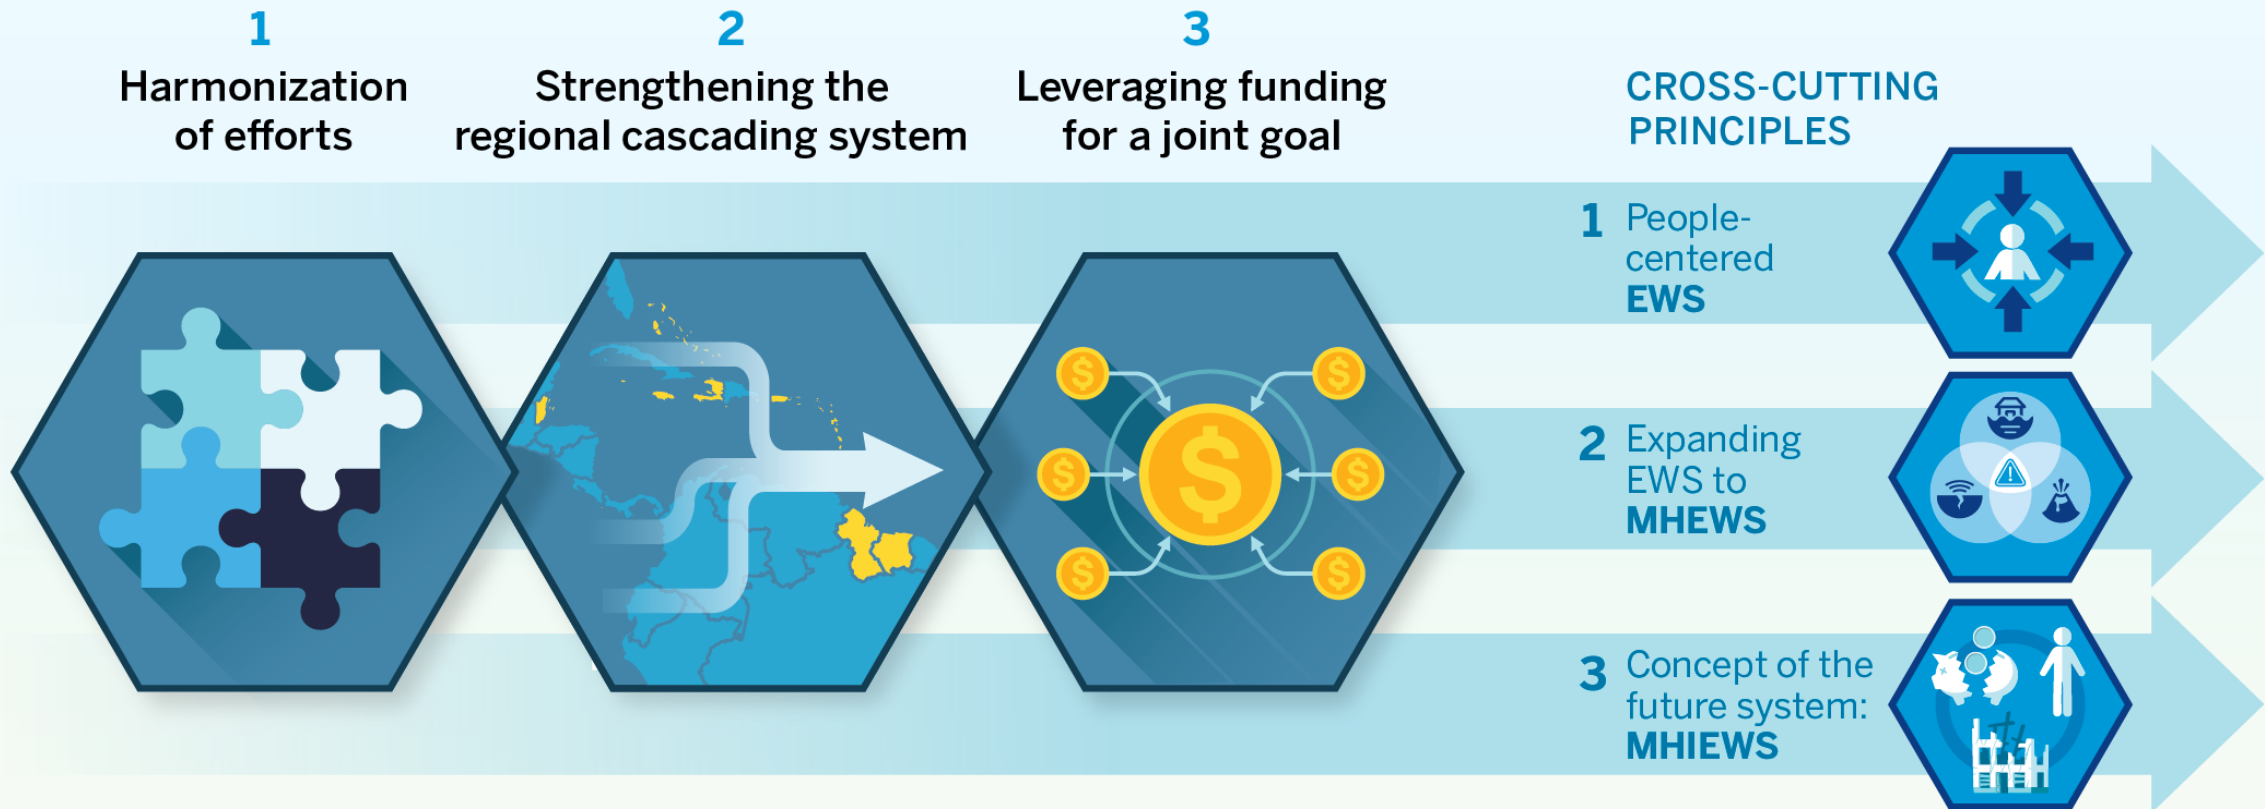 1
Harmonization
of efforts
2
Strengthening the
regional cascading system
3
Leveraging funding
for a joint goal
CROSS-CUTTING
PRINCIPLES
1 People-
centered
EWS
2 Expanding
EWS to
MHEWS
3 Concept of the
future system:
MHIEWS
$
$
$
$
$
$
$